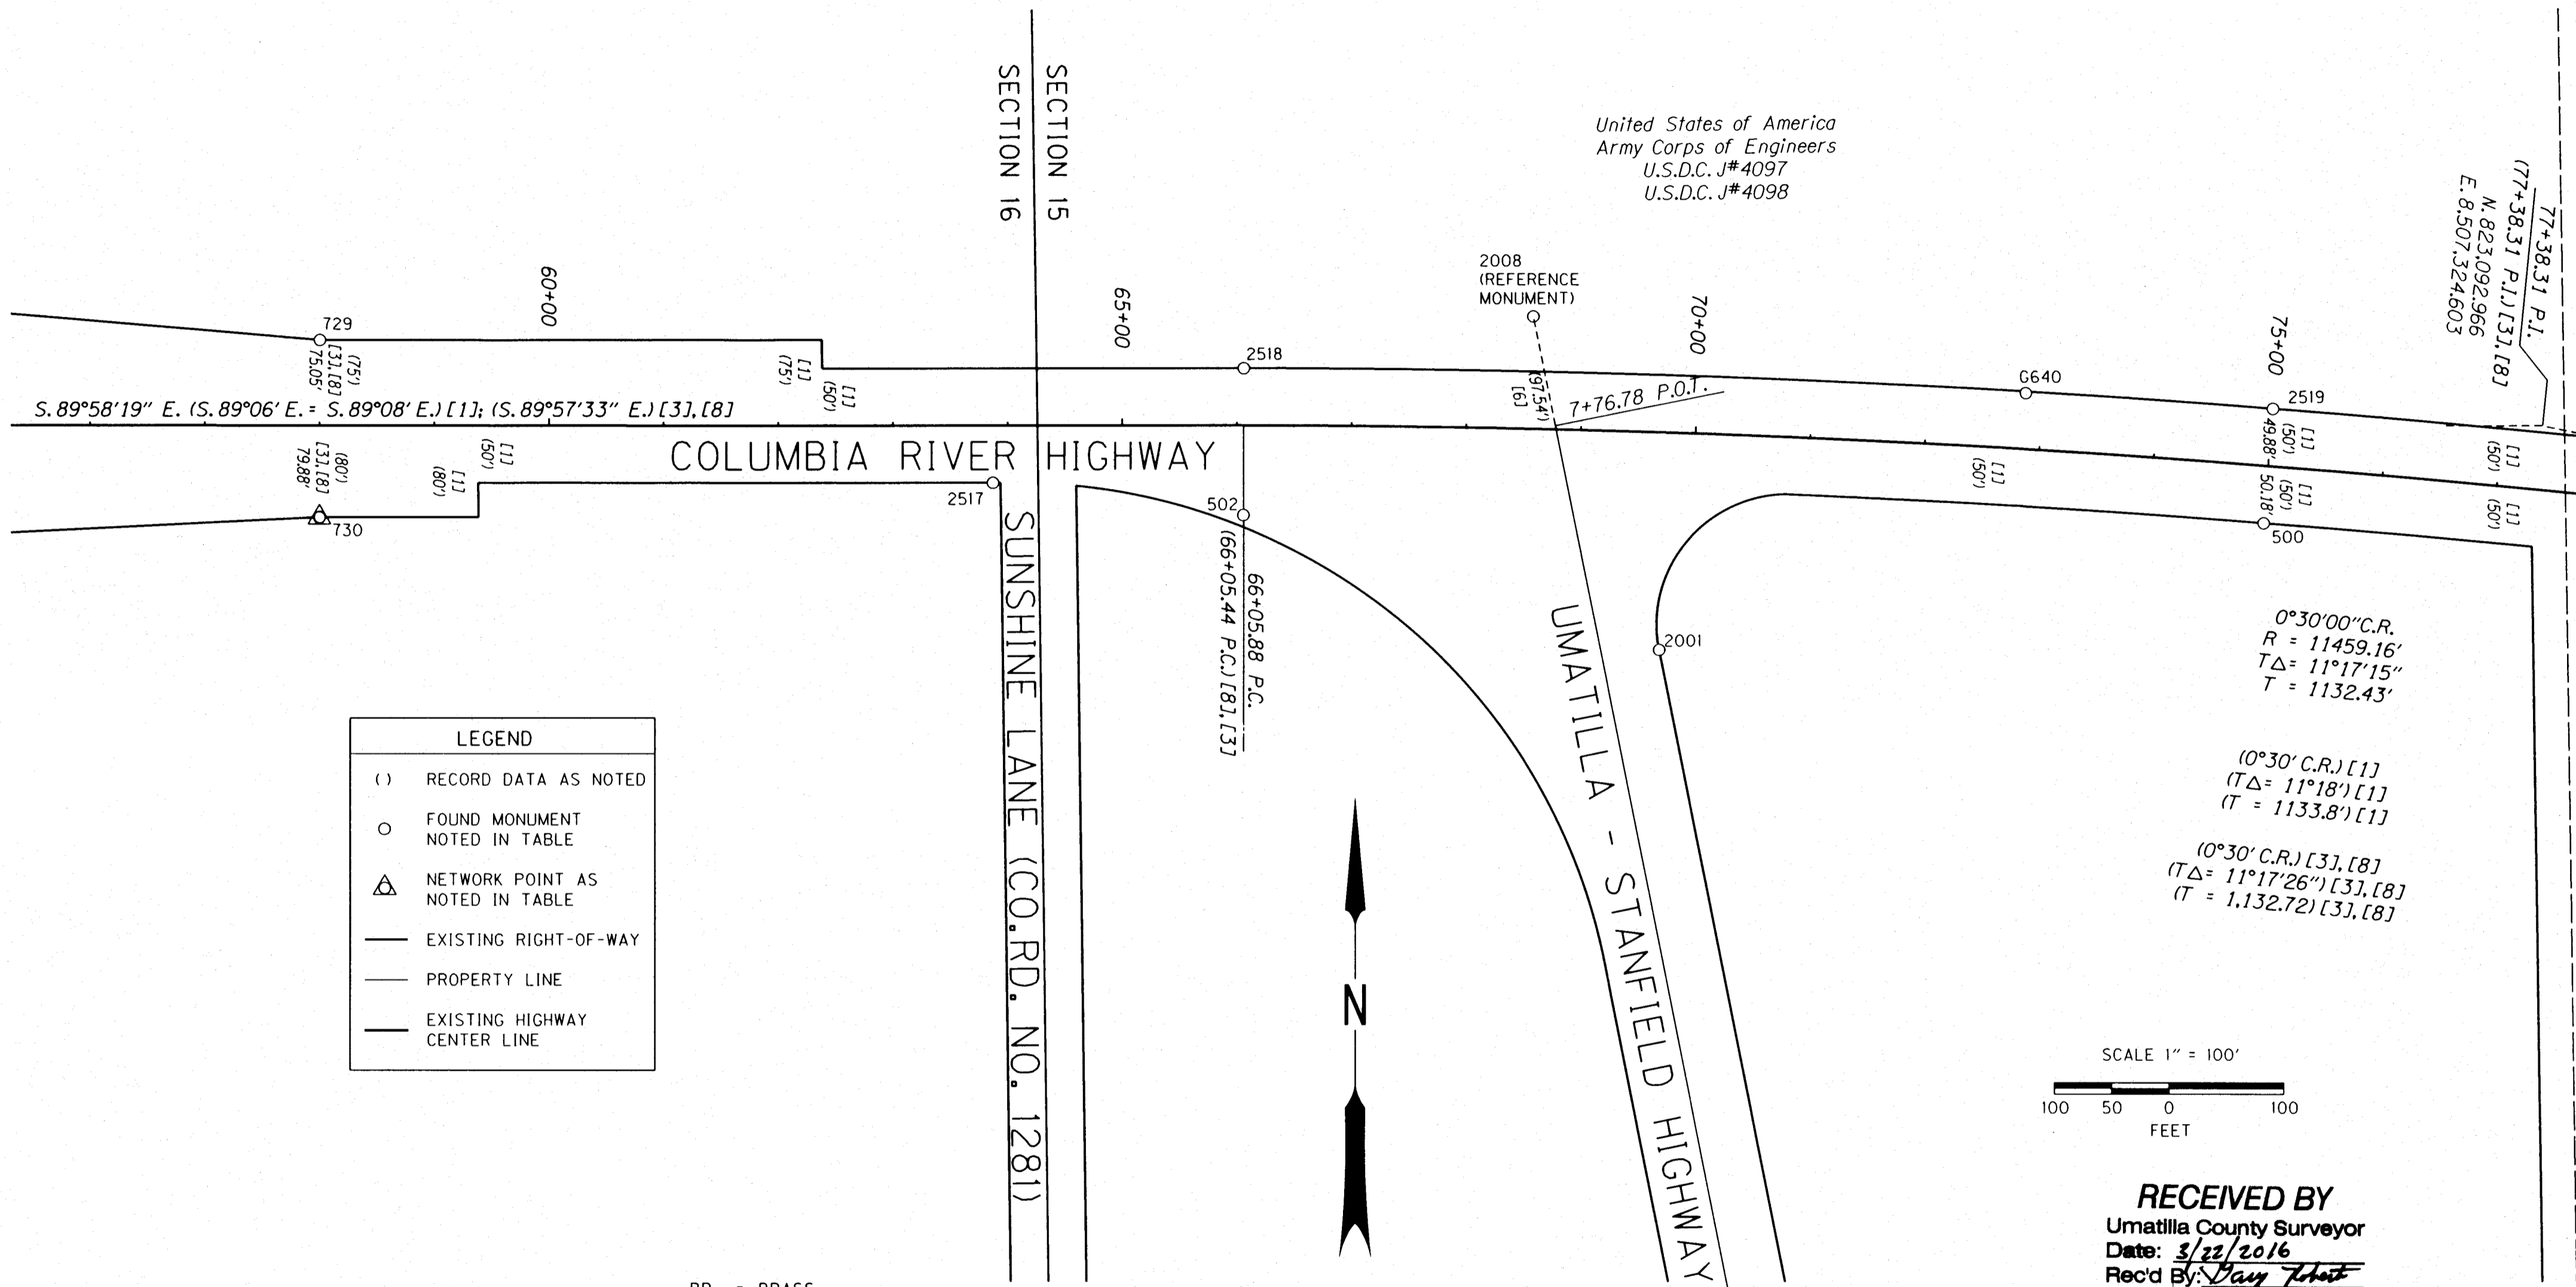 SECTION 16
SECTION 15
United States of America
Army Corps of Engineers
U.S.D.C. J#4097
U.S.D.C. J#4098
77+38.31 P.I.
(77+38.31 P.I.) [3], [8]
N. 823,092.966
E. 8,507,324.603
2008
(REFERENCE
MONUMENT)
60+00
65+00
70+00
75+00
729
(75')
[3], [8]
75.05'
[1]
(75')
[1]
(50')
2518
(97.54')
[6]
7+76.78 P.O.T.
G640
2519
[1]
(50')
49.88'
[1]
(50')
S. 89°58'19" E. (S. 89°06' E. = S. 89°08' E.) [1]; (S. 89°57'33" E.) [3], [8]
COLUMBIA RIVER HIGHWAY
(80')
[3], [8]
79.88'
[1]
(80')
[1]
(50')
730
2517
502
66+05.88 P.C.
(66+05.44 P.C.) [8], [3]
[1]
(50')
[1]
(50')
50.18'
[1]
(50')
500
2001
SUNSHINE LANE (CO.RD. NO. 1281)
UMATILLA - STANFIELD HIGHWAY
0°30'00" C.R.
R = 11459.16'
T∆= 11°17'15"
T = 1132.43'
(0°30' C.R.) [1]
(T∆= 11°18') [1]
(T = 1133.8') [1]
(0°30' C.R.) [3], [8]
(T∆= 11°17'26") [3], [8]
(T = 1,132.72) [3], [8]
LEGEND
( ) RECORD DATA AS NOTED
FOUND MONUMENT
NOTED IN TABLE
NETWORK POINT AS
NOTED IN TABLE
EXISTING RIGHT-OF-WAY
PROPERTY LINE
EXISTING HIGHWAY
CENTER LINE
N
SCALE 1" = 100'
100 50 0 100
FEET
RECEIVED BY
Umatilla County Surveyor
Date: 3/22/2016
Rec'd By:
= BRASS